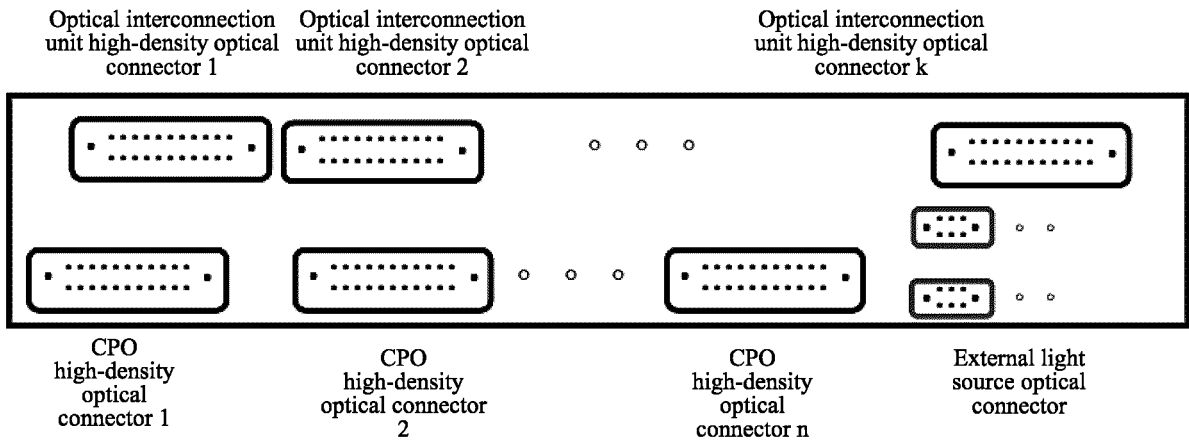 Optical interconnection
unit high-density optical
connector 1
Optical interconnection
unit high-density optical
connector 2
Optical interconnection
unit high-density optical
connector k
CPO
high-density
optical
connector 1
CPO
high-density
optical connector
2
CPO
high-density
optical
connector n
External light
source optical
connector